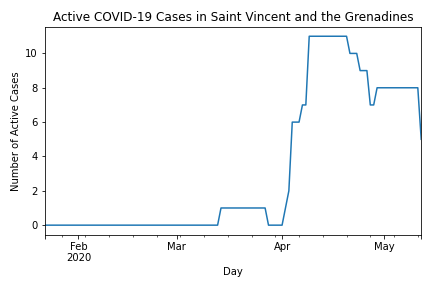 Active COVID-19 Cases in Saint Vincent and the Grenadines
Number of Active Cases
10
8
6
4
2
0
Feb
2020
Mar
Apr
May
Day